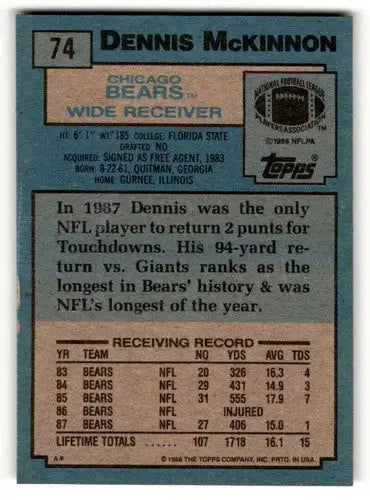 74
DENNIS McKINNON
CHICAGO
BEARS™
WIDE RECEIVER
NATIONAL FOOTBALL LEAGUE
PLAYERS ASSOCIATION™
©1988 NFLPA
Topps®
HT: 6' 1" WT: 185 COLLEGE: FLORIDA STATE
DRAFTED: NO
ACQUIRED: SIGNED AS FREE AGENT, 1983
BORN: 8-22-61, QUITMAN, GEORGIA
HOME: GURNEE, ILLINOIS
In 1987 Dennis was the only
NFL player to return 2 punts for
Touchdowns. His 94-yard re-
turn vs. Giants ranks as the
longest in Bears' history & was
NFL's longest of the year.
RECEIVING RECORD
YR TEAM NO YDS AVG TDS
83 BEARS NFL 20 326 16.3 4
84 BEARS NFL 29 431 14.9 3
85 BEARS NFL 31 555 17.9 7
86 BEARS NFL INJURED
87 BEARS NFL 27 406 15.0 1
LIFETIME TOTALS ..... 107 1718 16.1 15
A* ©1988 THE TOPPS COMPANY, INC. PRTD. IN U.S.A.